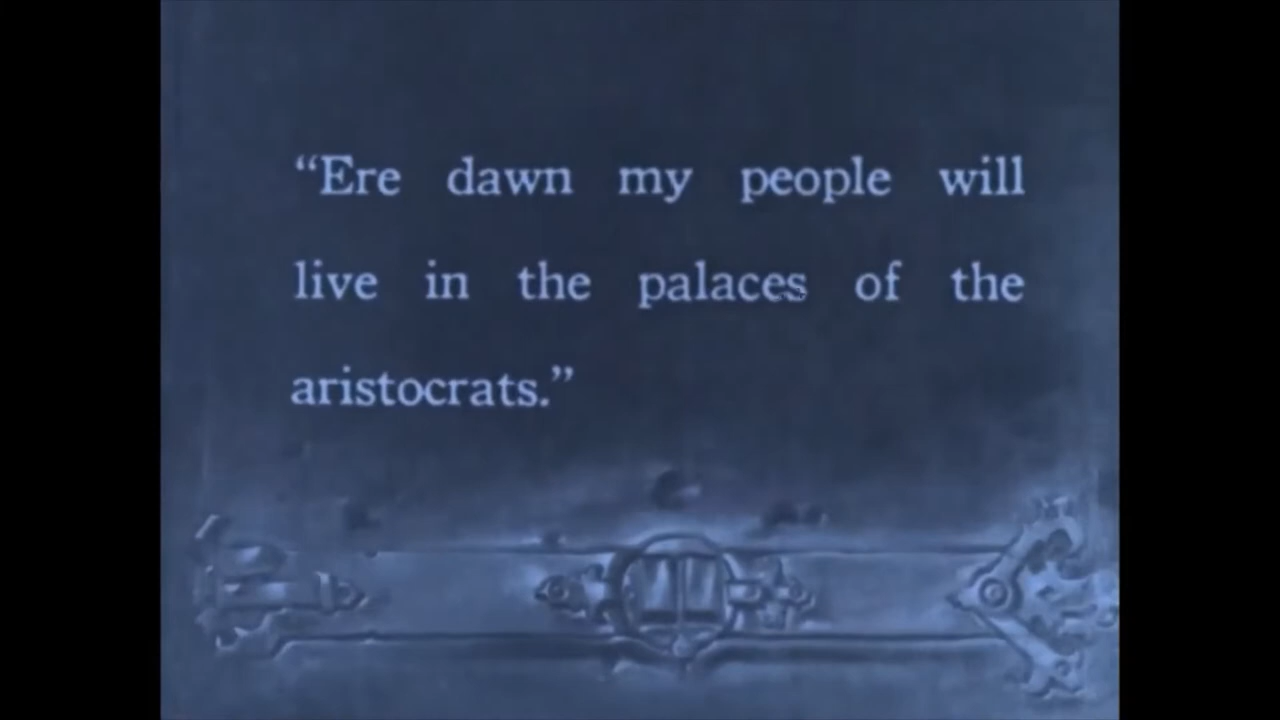 “Ere dawn my people will
live in the palaces of the
aristocrats.”